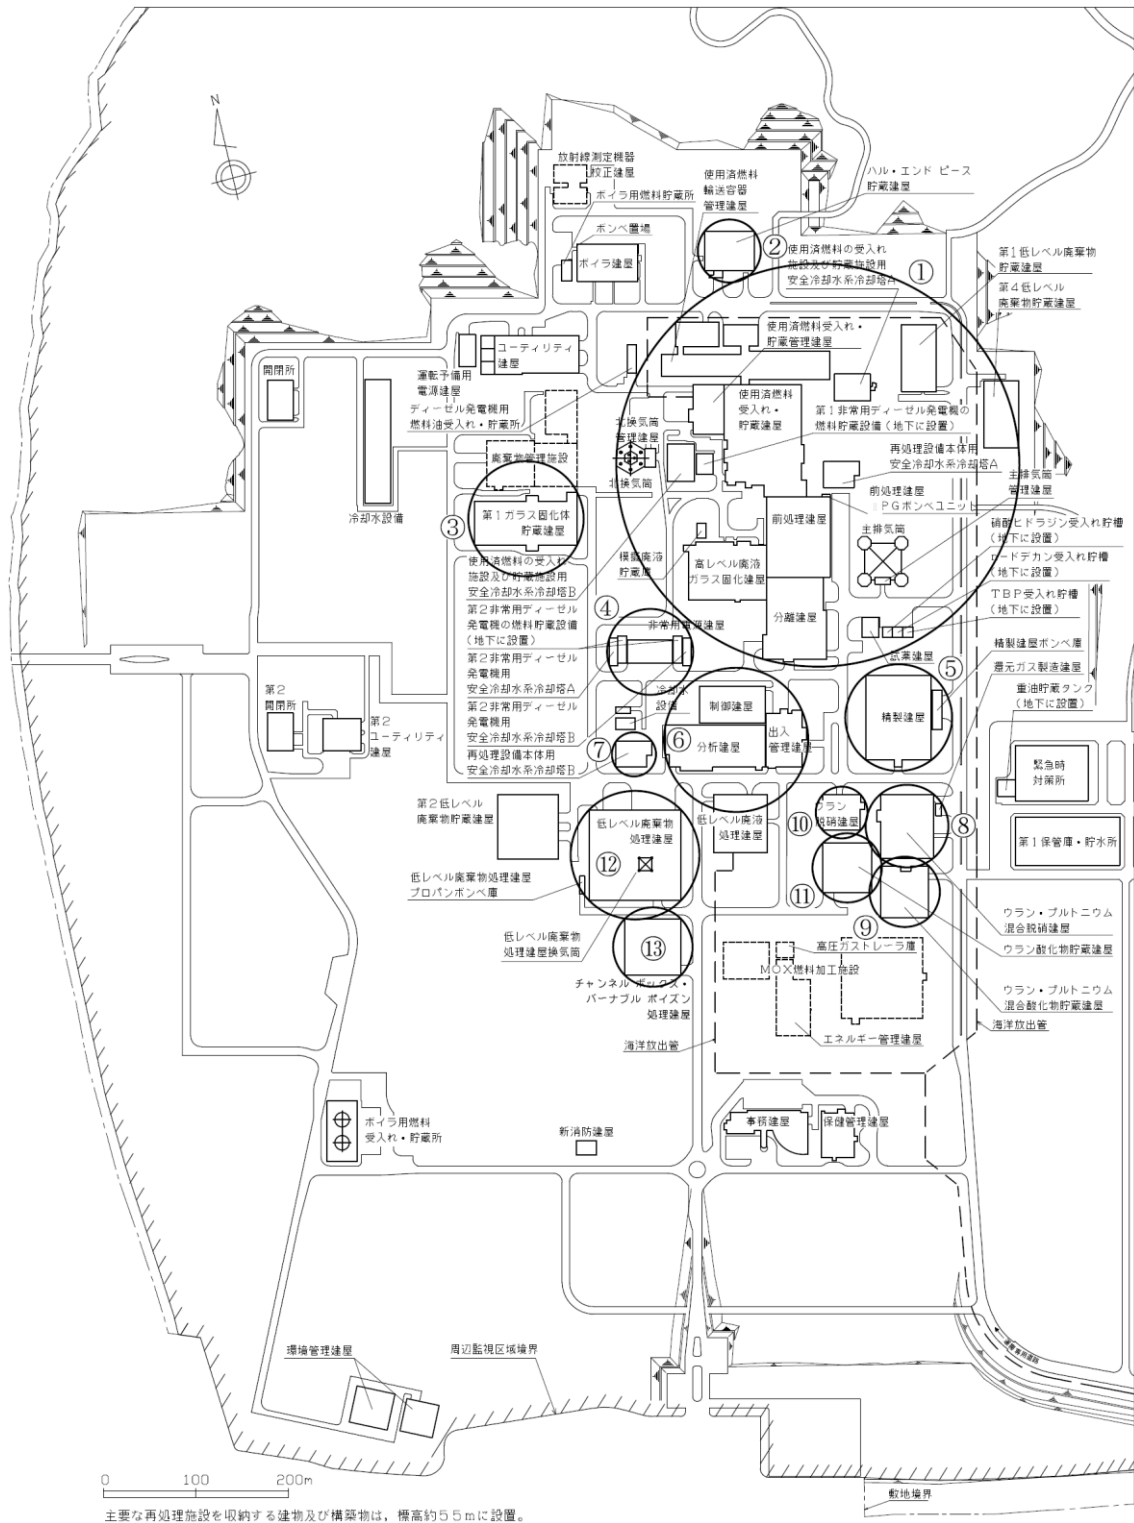 N
放射線測定機器
校正建屋
ボイラ用燃料貯蔵所
ボンベ置場
ボイラ建屋
使用済燃料
輸送容器
管理建屋
ハル・エンド ピース
貯蔵建屋
②
使用済燃料の受入れ
施設及び貯蔵施設用
安全冷却水系冷却塔A
①
第1低レベル廃棄物
貯蔵建屋
第4低レベル
廃棄物貯蔵建屋
開閉所
ユーティリティ
建屋
運転予備用
電源建屋
ディーゼル発電機用
燃料油受入れ・貯蔵所
使用済燃料受入れ・
貯蔵管理建屋
使用済燃料
受入れ・
貯蔵建屋
第1非常用ディーゼル発電機の
燃料貯蔵設備(地下に設置)
北換気筒
管理建屋
北換気筒
廃棄物管理施設
再処理設備本体用
安全冷却水系冷却塔A
主排気筒
管理建屋
冷却水設備
③
第1ガラス固化体
貯蔵建屋
前処理建屋
前処理建屋
PGボンベユニット
主排気筒
硝酸ヒドラジン受入れ貯槽
(地下に設置)
模擬廃液
貯蔵庫
高レベル廃液
ガラス固化建屋
使用済燃料の受入れ
施設及び貯蔵施設用
安全冷却水系冷却塔B
ードデカン受入れ貯槽
(地下に設置)
TBP受入れ貯槽
(地下に設置)
④
分離建屋
第2非常用ディーゼル
発電機の燃料貯蔵設備
(地下に設置)
非常用電源建屋
試薬建屋
精製建屋ボンベ庫
還元ガス製造建屋
⑤
第2非常用ディーゼル
発電機用
安全冷却水系冷却塔A
重油貯蔵タンク
(地下に設置)
第2
開閉所
第2
ユーティリティ
建屋
第2非常用ディーゼル
発電機用
安全冷却水系冷却塔B
冷却水
設備
制御建屋
⑥
分析建屋
出入
管理建屋
精製建屋
⑦
再処理設備本体用
安全冷却水系冷却塔B
緊急時
対策所
第2低レベル
廃棄物貯蔵建屋
低レベル廃棄物
処理建屋
低レベル廃液
処理建屋
⑩
ウラン
脱硝建屋
⑧
第1保管庫・貯水所
⑫
低レベル廃棄物処理建屋
プロパンボンベ庫
⑪
⑨
ウラン・プルトニウム
混合脱硝建屋
低レベル廃棄物
処理建屋換気筒
⑬
高圧ガストレーラ庫
ウラン酸化物貯蔵建屋
MOX燃料加工施設
チャンネル ボックス・
バーナブル ポイズン
処理建屋
ウラン・プルトニウム
混合酸化物貯蔵建屋
海洋放出管
エネルギー管理建屋
海洋放出管
ボイラ用燃料
受入れ・貯蔵所
新消防建屋
事務建屋
保健管理建屋
環境管理建屋
周辺監視区域境界
敷地境界
0 100 200m
主要な再処理施設を収納する建物及び構築物は,標高約55mに設置。